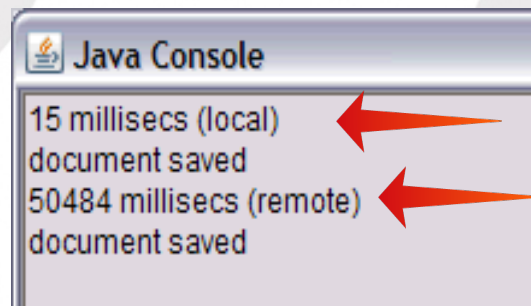 Java Console
15 millisecs (local)
document saved
50484 millisecs (remote)
document saved